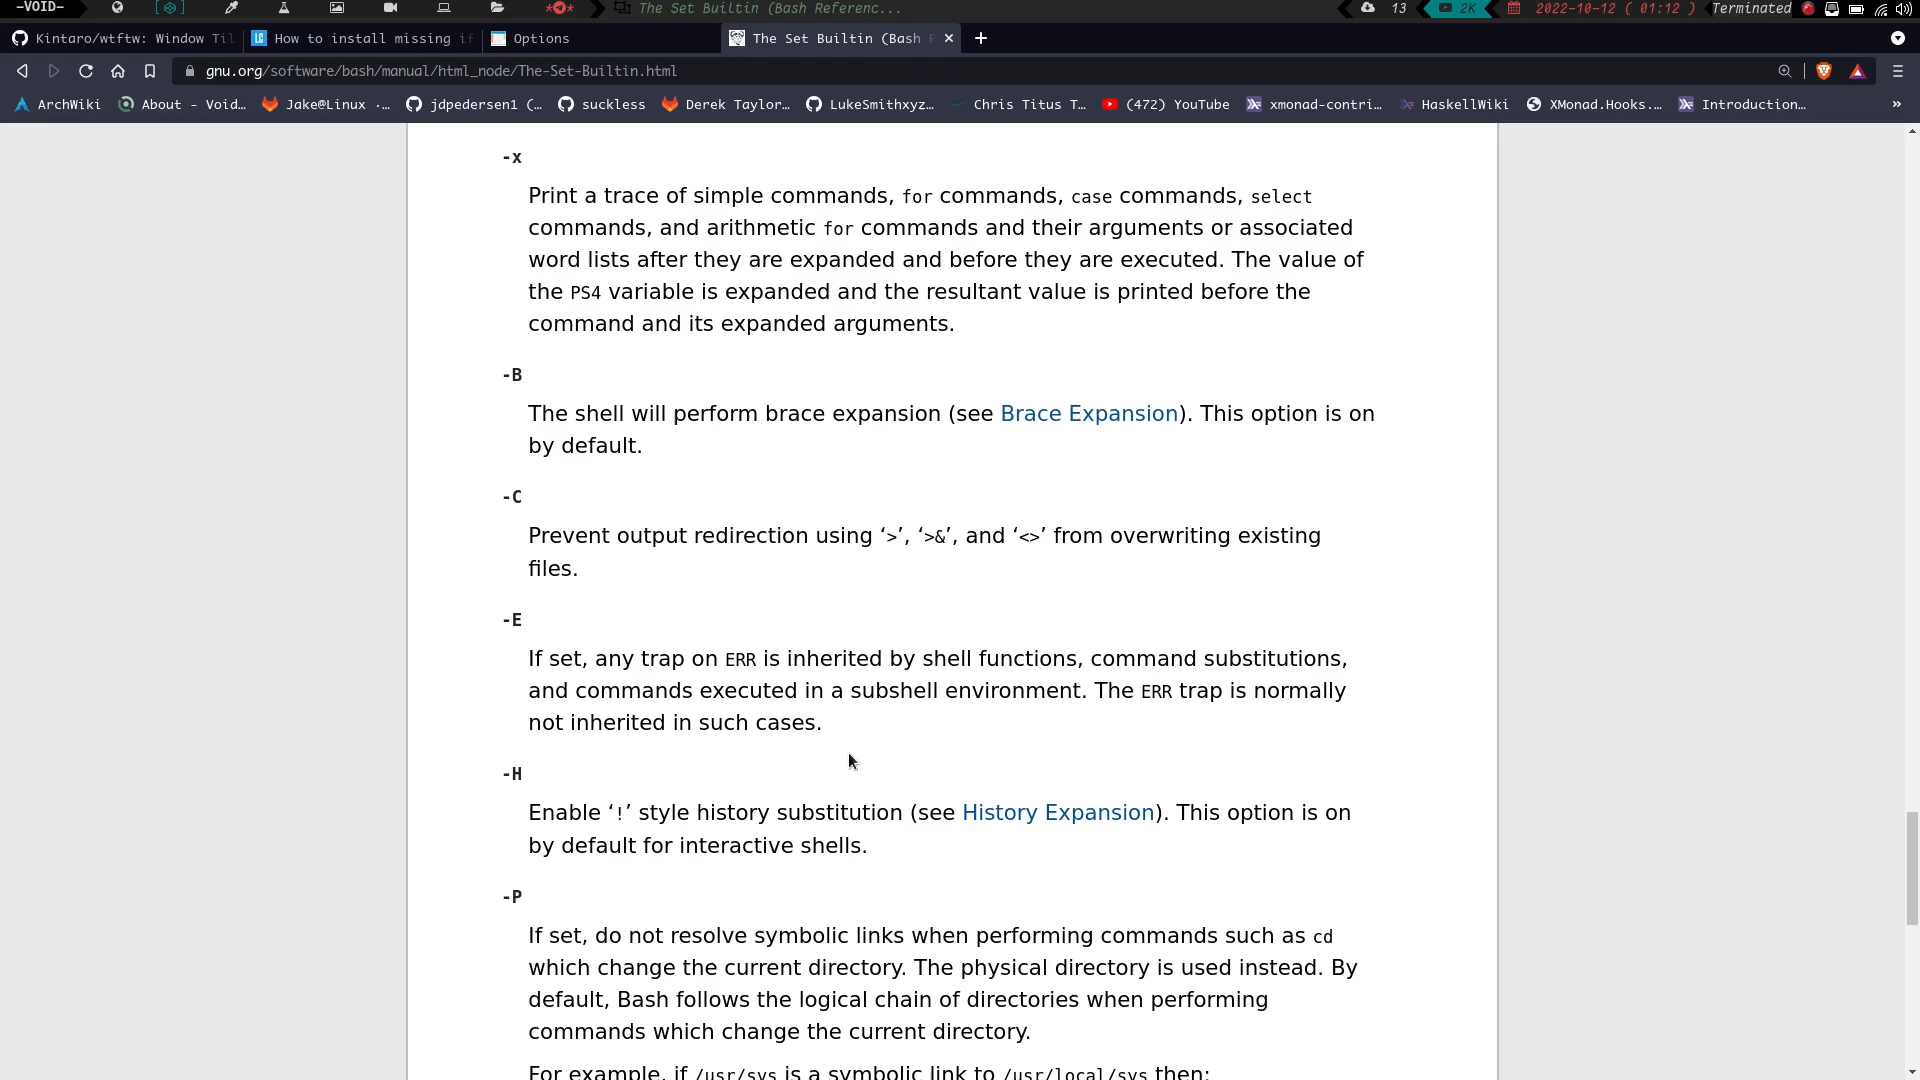 -VOID-
The Set Builtin (Bash Referenc...
13
2K
2022-10-12 ( 01:12 )
Terminated
Kintaro/wtftw: Window Til
How to install missing if
Options
The Set Builtin (Bash R
gnu.org/software/bash/manual/html_node/The-Set-Builtin.html
ArchWiki
About - Void...
Jake@Linux ·...
jdpedersen1 (...
suckless
Derek Taylor...
LukeSmithxyz...
Chris Titus T...
(472) YouTube
xmonad-contri...
HaskellWiki
XMonad.Hooks....
Introduction...
-x
Print a trace of simple commands, for commands, case commands, select
commands, and arithmetic for commands and their arguments or associated
word lists after they are expanded and before they are executed. The value of
the PS4 variable is expanded and the resultant value is printed before the
command and its expanded arguments.
-B
The shell will perform brace expansion (see Brace Expansion). This option is on
by default.
-C
Prevent output redirection using ‘>’, ‘>&’, and ‘<>’ from overwriting existing
files.
-E
If set, any trap on ERR is inherited by shell functions, command substitutions,
and commands executed in a subshell environment. The ERR trap is normally
not inherited in such cases.
-H
Enable ‘!’ style history substitution (see History Expansion). This option is on
by default for interactive shells.
-P
If set, do not resolve symbolic links when performing commands such as cd
which change the current directory. The physical directory is used instead. By
default, Bash follows the logical chain of directories when performing
commands which change the current directory.
For example, if /usr/sys is a symbolic link to /usr/local/sys then: